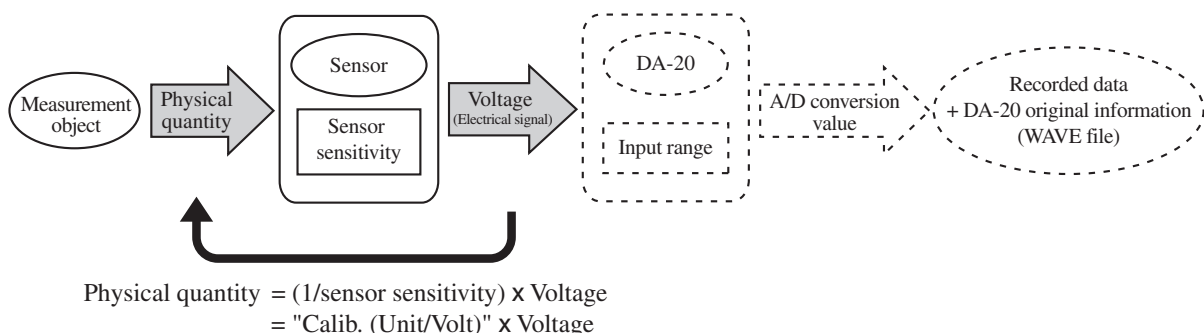 Measurement
object
Physical
quantity
Sensor
Sensor
sensitivity
Voltage
(Electrical signal)
DA-20
Input range
A/D conversion
value
Recorded data
+ DA-20 original information
(WAVE file)
Physical quantity = (1/sensor sensitivity) x Voltage
= "Calib. (Unit/Volt)" x Voltage